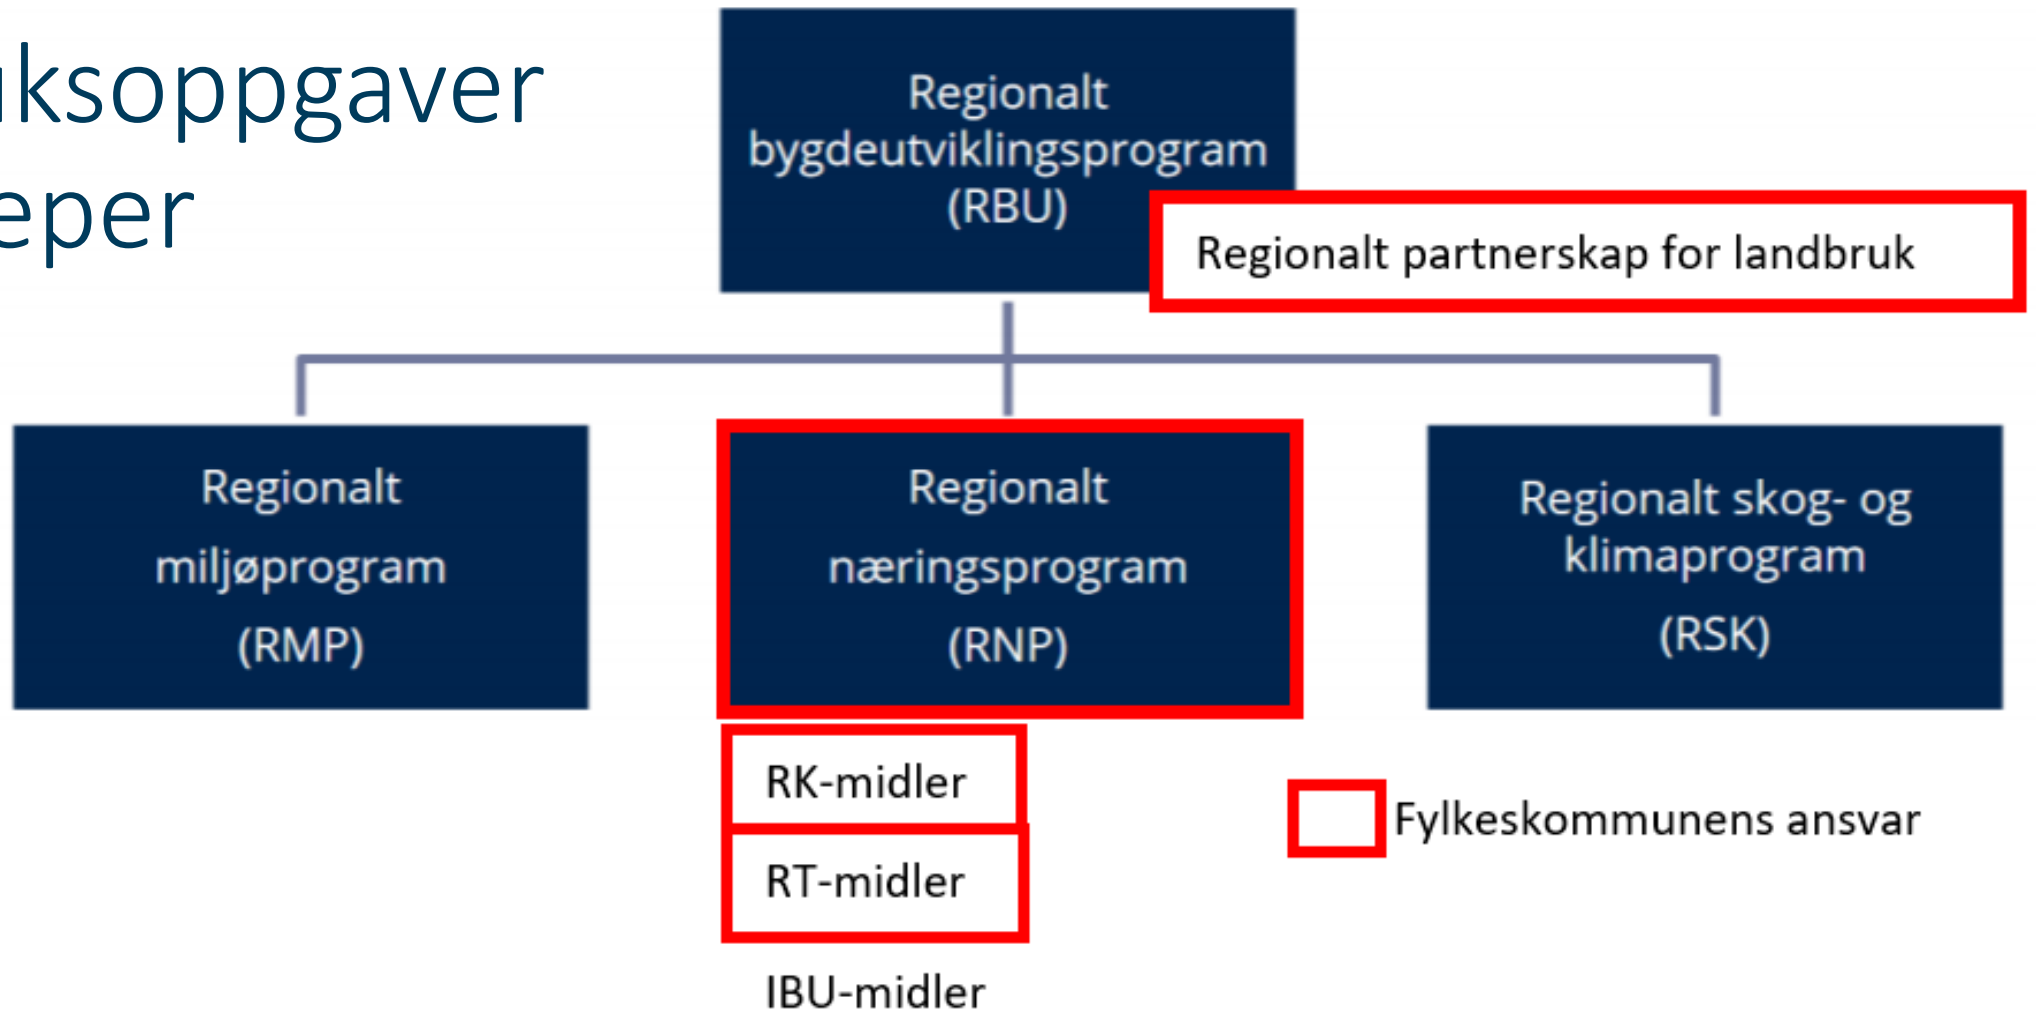 uksoppgaver
eper
Regionalt
bygdeutviklingsprogram
(RBU)
Regionalt partnerskap for landbruk
Regionalt
miljøprogram
(RMP)
Regionalt
næringsprogram
(RNP)
Regionalt skog- og
klimaprogram
(RSK)
RK-midler
RT-midler
IBU-midler
Fylkeskommunens ansvar